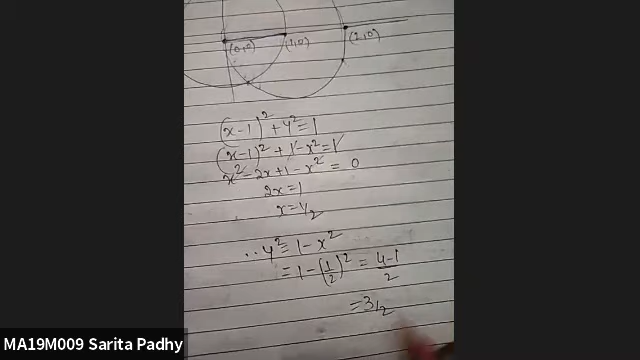 (0,0) (1,0) (2,0)
(x-1)² + y² = 1
(x-1)² + 1 - x² = 1
x² - 2x + 1 - x² = 0
2x = 1
x = 1/2
∴ y² = 1 - x²
= 1 - (1/2)² = 4-1/2
= 3/2
MA19M009 Sarita Padhy